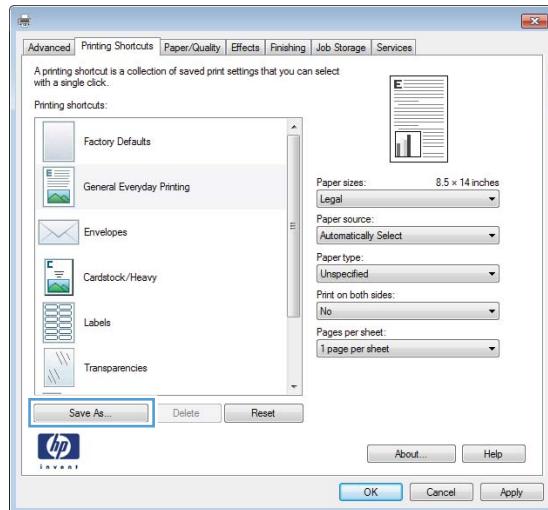 Advanced Printing Shortcuts Paper/Quality Effects Finishing Job Storage Services
A printing shortcut is a collection of saved print settings that you can select
with a single click.
Printing shortcuts:
Factory Defaults
General Everyday Printing
Envelopes
Cardstock/Heavy
Labels
Transparencies
Save As... Delete Reset
E
Paper sizes: 8.5 × 14 inches
Legal
Paper source:
Automatically Select
Paper type:
Unspecified
Print on both sides:
No
Pages per sheet:
1 page per sheet
hp
invent
About... Help
OK Cancel Apply